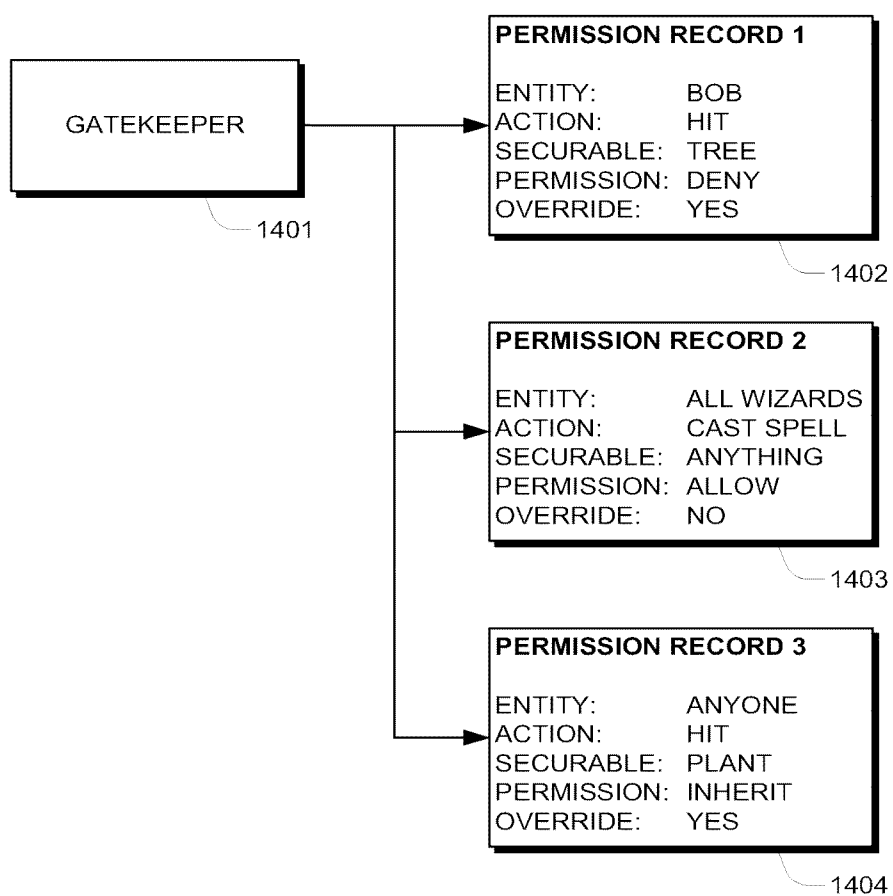 GATEKEEPER
1401
PERMISSION RECORD 1
ENTITY: BOB
ACTION: HIT
SECURABLE: TREE
PERMISSION: DENY
OVERRIDE: YES
1402
PERMISSION RECORD 2
ENTITY: ALL WIZARDS
ACTION: CAST SPELL
SECURABLE: ANYTHING
PERMISSION: ALLOW
OVERRIDE: NO
1403
PERMISSION RECORD 3
ENTITY: ANYONE
ACTION: HIT
SECURABLE: PLANT
PERMISSION: INHERIT
OVERRIDE: YES
1404